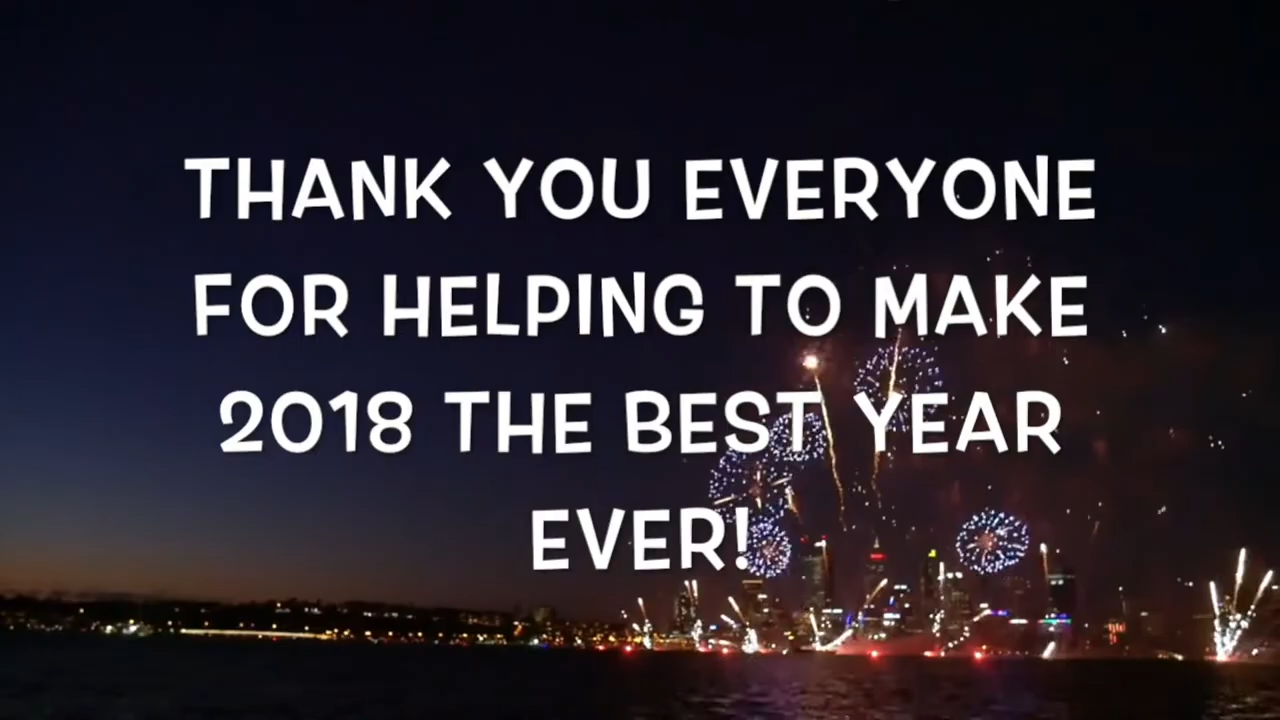 THANK YOU EVERYONE
FOR HELPING TO MAKE
2018 THE BEST YEAR
EVER!